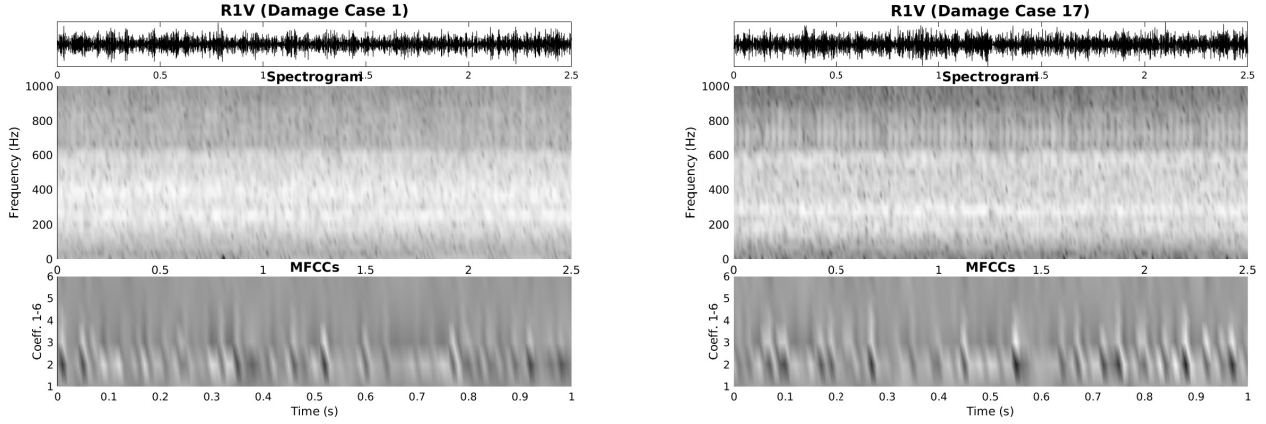 R1V (Damage Case 1)
0 0.5 1 1.5 2 2.5
Spectrogram
1000
800
600
400
200
0
Frequency (Hz)
0 0.5 1 1.5 2 2.5
MFCCs
6
5
4
3
2
1
Coeff. 1-6
0 0.1 0.2 0.3 0.4 0.5 0.6 0.7 0.8 0.9 1
Time (s)
R1V (Damage Case 17)
0 0.5 1 1.5 2 2.5
Spectrogram
1000
800
600
400
200
0
Frequency (Hz)
0 0.5 1 1.5 2 2.5
MFCCs
6
5
4
3
2
1
Coeff. 1-6
0 0.1 0.2 0.3 0.4 0.5 0.6 0.7 0.8 0.9 1
Time (s)